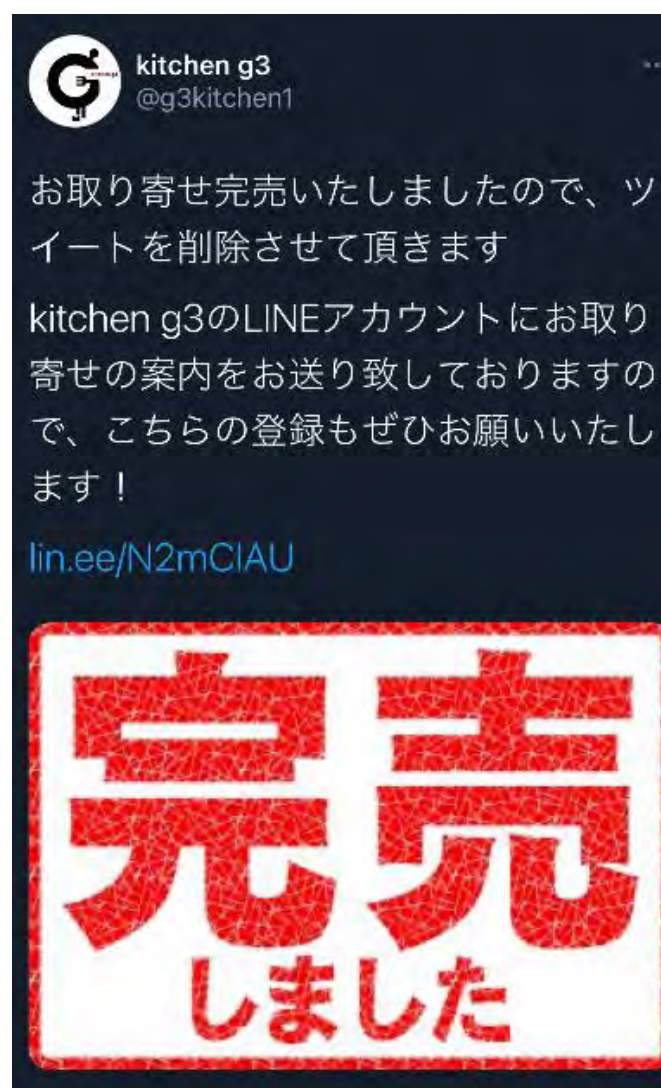 kitchen g3
@g3kitchen1
お取り寄せ完売いたしましたので、ツ
イートを削除させて頂きます
kitchen g3のLINEアカウントにお取り
寄せの案内をお送り致しておりますの
で、こちらの登録もぜひお願いいたし
ます！
lin.ee/N2mClAU
完売
しました